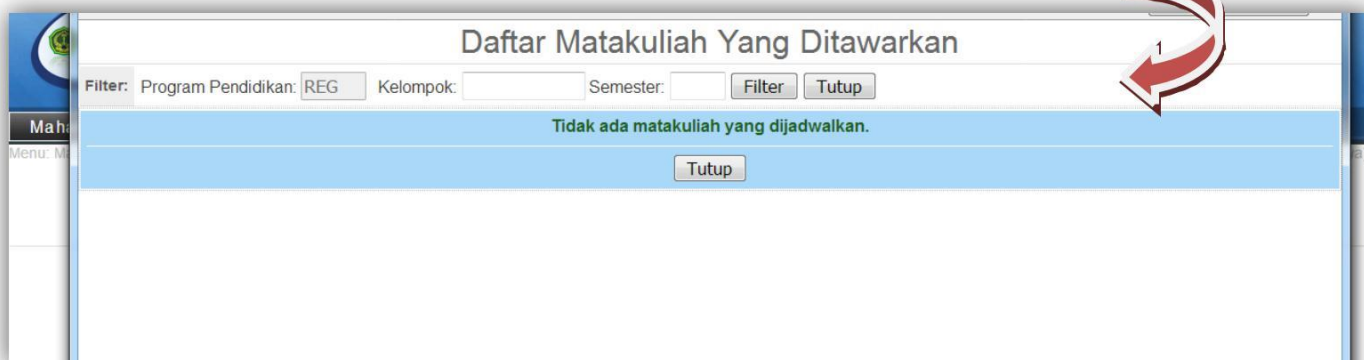 Daftar Matakuliah Yang Ditawarkan
1
Filter: Program Pendidikan: REG Kelompok: Semester: Filter Tutup
Tidak ada matakuliah yang dijadwalkan.
Menu:
Tutup